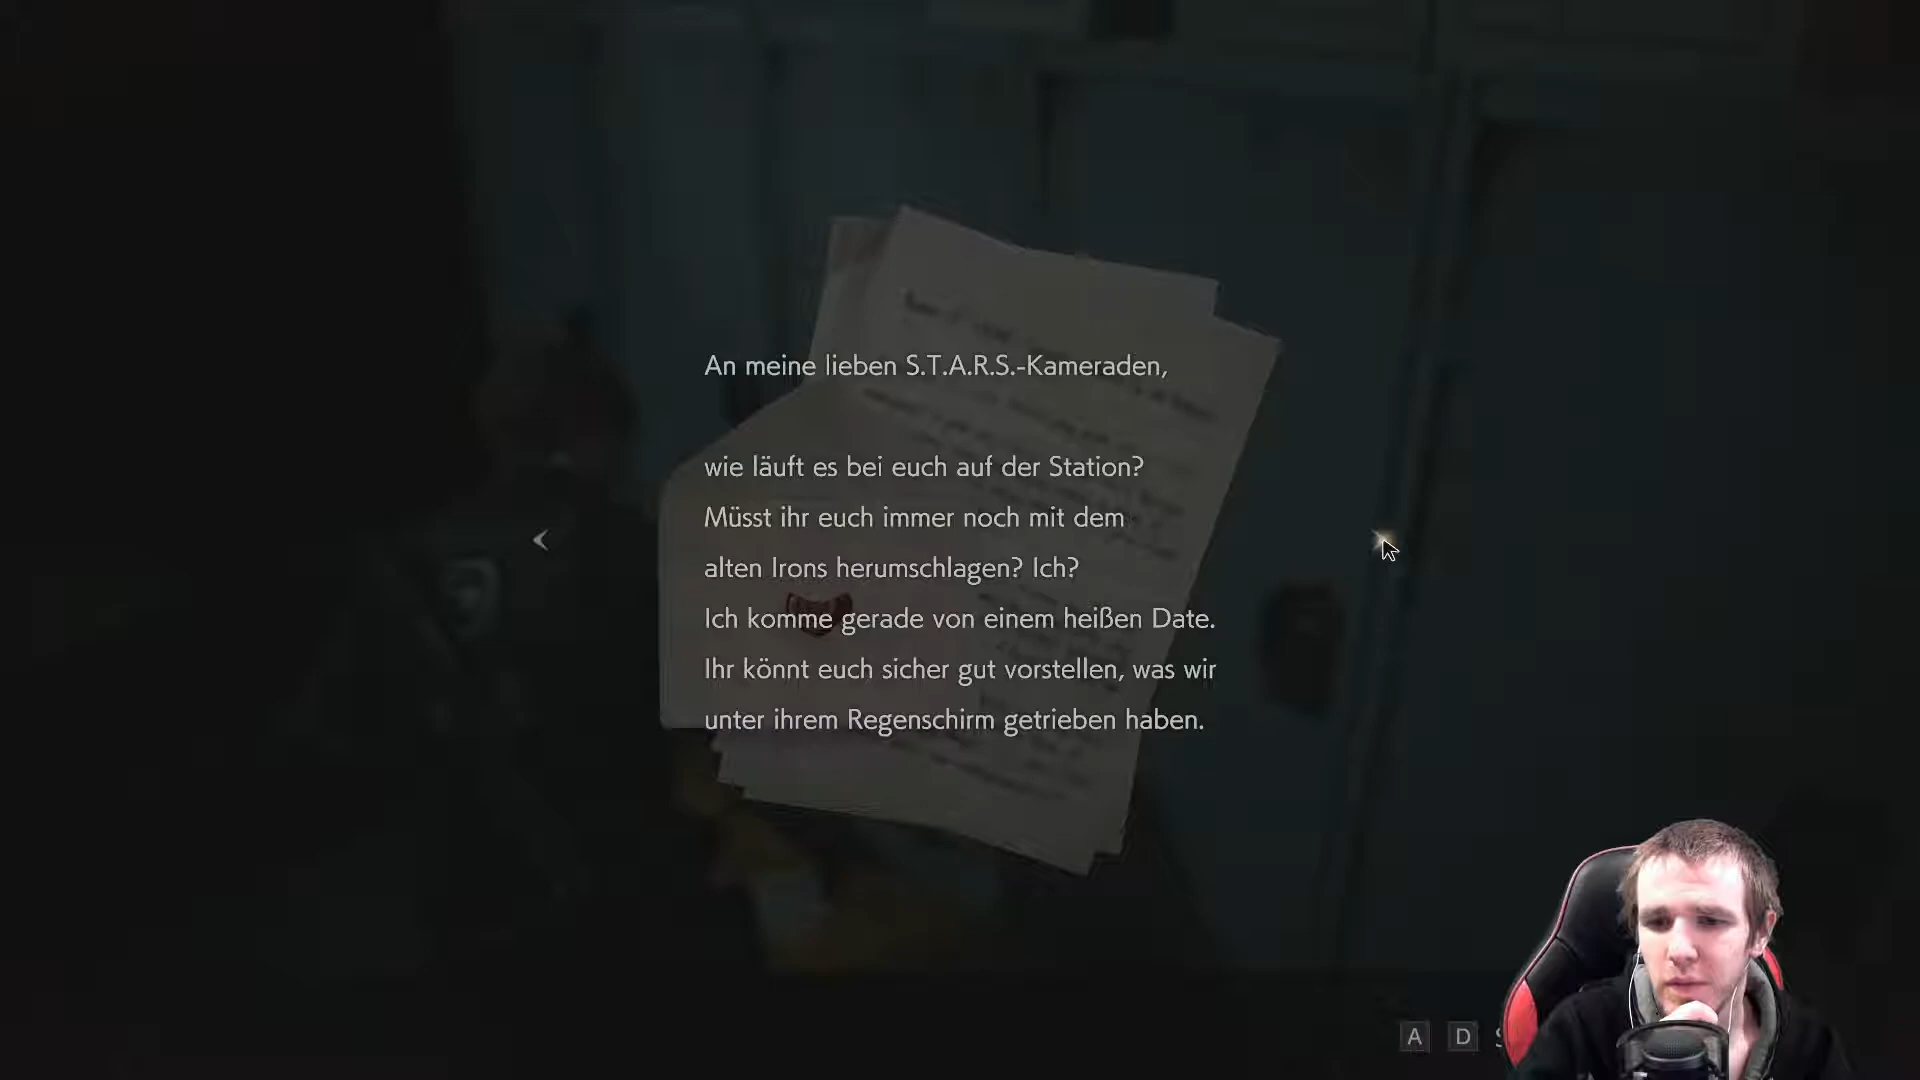 An meine lieben S.T.A.R.S.-Kameraden,
wie läuft es bei euch auf der Station?
Müsst ihr euch immer noch mit dem
alten Irons herumschlagen? Ich?
Ich komme gerade von einem heißen Date.
Ihr könnt euch sicher gut vorstellen, was wir
unter ihrem Regenschirm getrieben haben.
A D